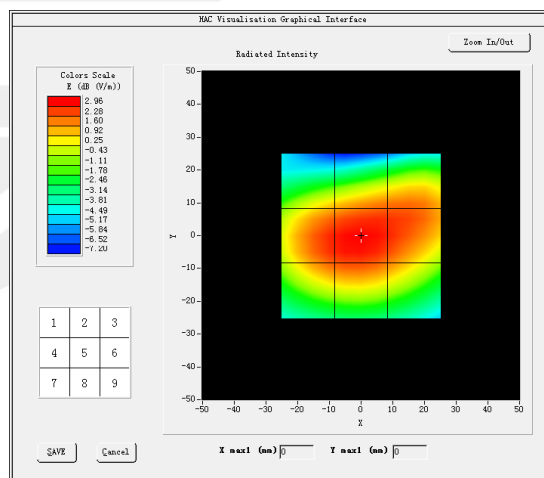 HAC Visualisation Graphical Interface
Zoom In/Out
Radiated Intensity
Colors Scale
E (dB (V/m))
2.96
2.28
1.60
0.92
0.25
-0.43
-1.11
-1.78
-2.46
-3.14
-3.81
-4.49
-5.17
-5.84
-6.52
-7.20
50
40
30
20
10
0
-10
-20
-30
-40
-50
Y
-50 -40 -30 -20 -10 0 10 20 30 40 50
X
1 2 3
4 5 6
7 8 9
SAVE Cancel
X max1 (mm) 0 Y max1 (mm) 0